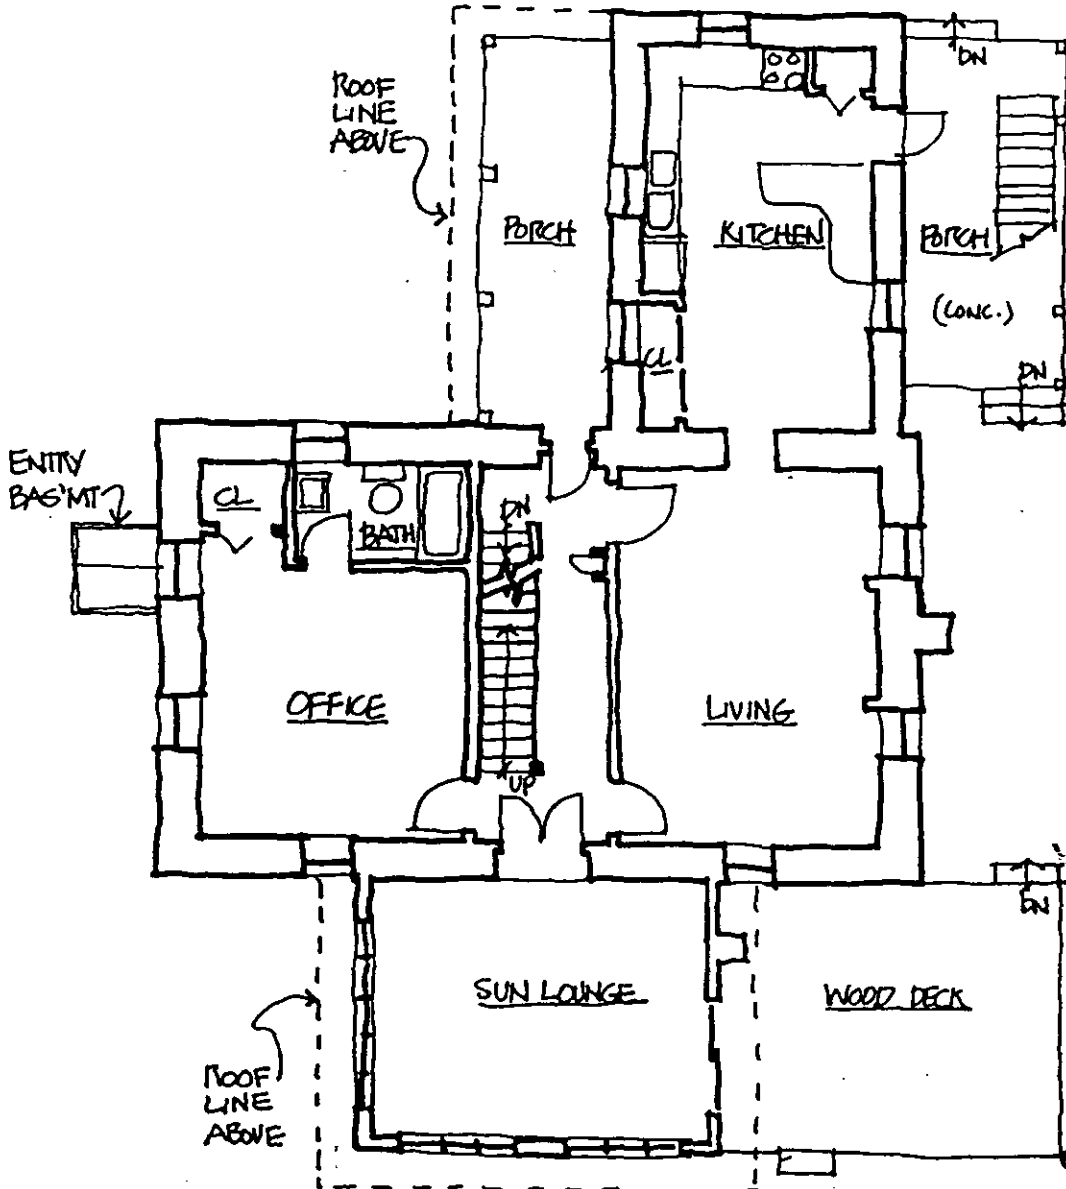 DN
ROOF
LINE
ABOVE
PORCH
KITCHEN
PORCH
(CONC.)
CL
DN
ENTRY
BAS'MT
CL
DN
BATH
OFFICE
LIVING
UP
DN
SUN LOUNGE
WOOD DECK
ROOF
LINE
ABOVE